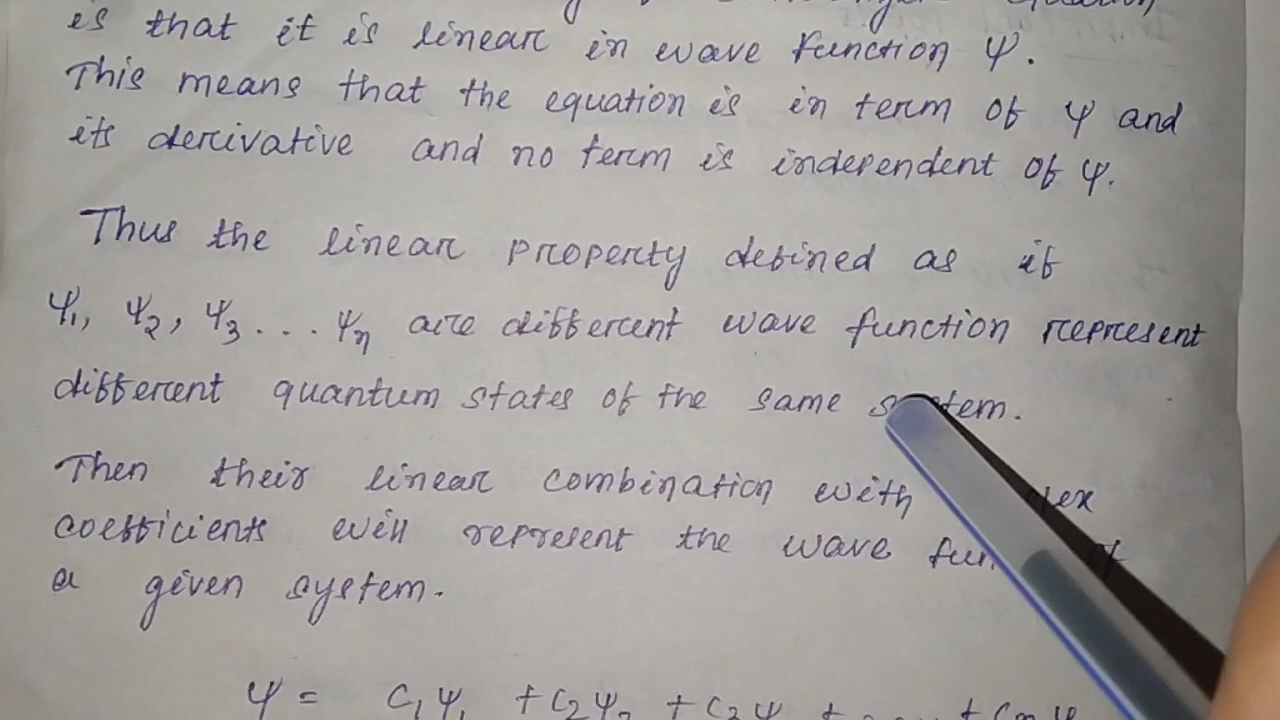 Equation
is that it is linear in wave function ψ.
This means that the equation is in term of ψ and
its derivative and no term is independent of ψ.
Thus the linear property defined as if
ψ₁, ψ₂, ψ₃ . . . ψₙ are different wave function represent
different quantum states of the same system.
Then their linear combination with
coefficients will represent the wave of
a given system.
ψ = C₁ψ₁ + C₂ψ₂ +